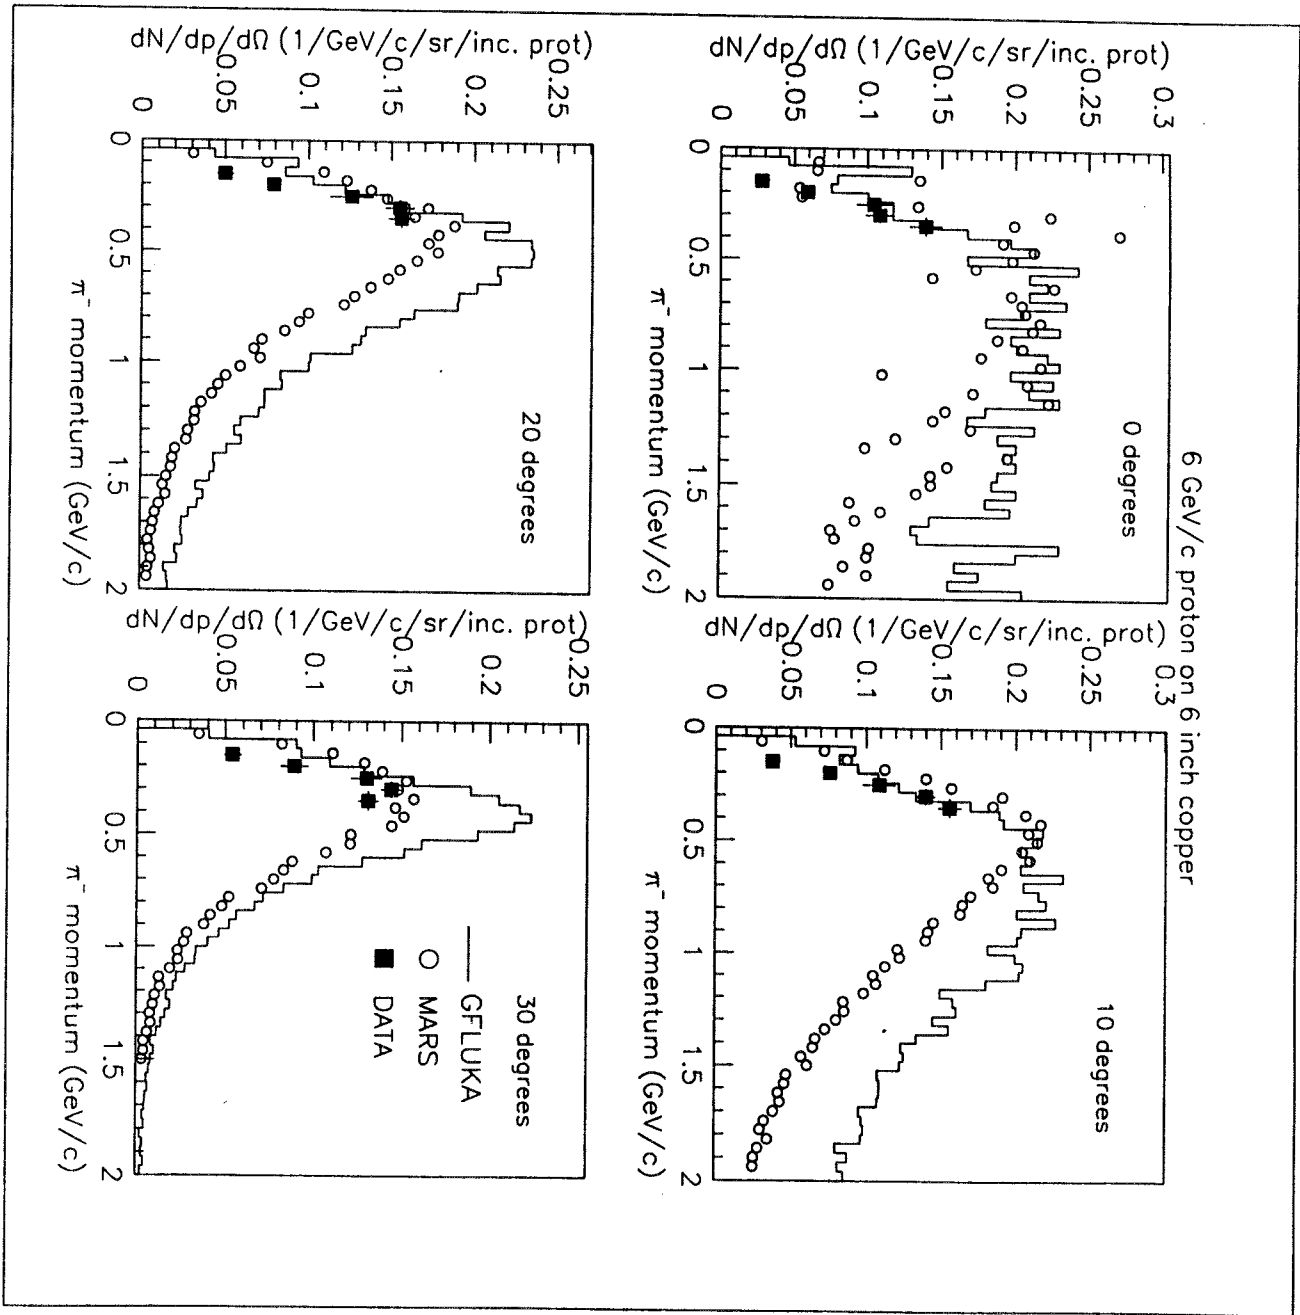 6 GeV/c proton on 6 inch copper
dN/dp/dΩ (1/GeV/c/sr/inc. prot)
0.3
0.25
0.2
0.15
0.1
0.05
0
0 degrees
0
0.5
1
1.5
2
π⁻ momentum (GeV/c)
dN/dp/dΩ (1/GeV/c/sr/inc. prot)
0.3
0.25
0.2
0.15
0.1
0.05
0
10 degrees
0
0.5
1
1.5
2
π⁻ momentum (GeV/c)
dN/dp/dΩ (1/GeV/c/sr/inc. prot)
0.25
0.2
0.15
0.1
0.05
0
20 degrees
0
0.5
1
1.5
2
π⁻ momentum (GeV/c)
dN/dp/dΩ (1/GeV/c/sr/inc. prot)
0.25
0.2
0.15
0.1
0.05
0
30 degrees
GFLUKA
MARS
DATA
0
0.5
1
1.5
2
π⁻ momentum (GeV/c)